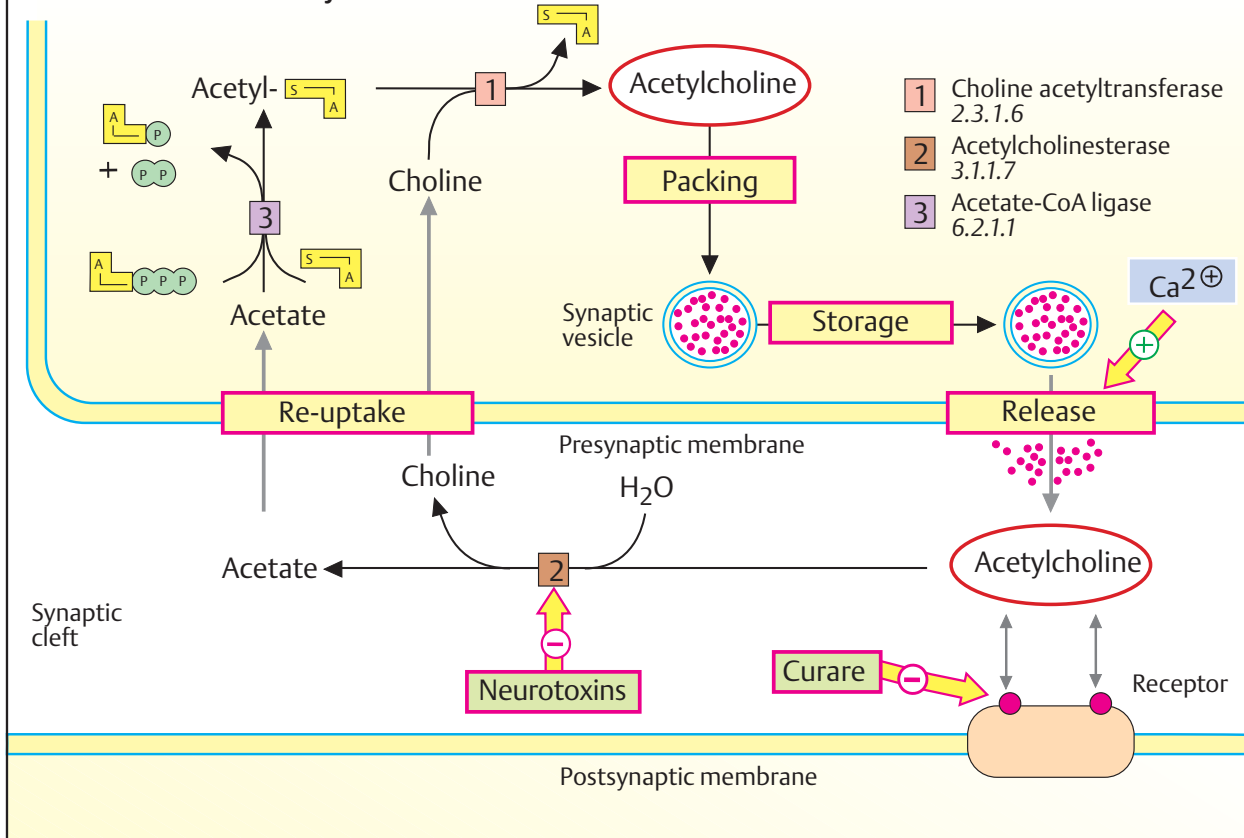 S
A
Acetyl-
S
A
1
Acetylcholine
1
Choline acetyltransferase
2.3.1.6
2
Acetylcholinesterase
3.1.1.7
3
Acetate-CoA ligase
6.2.1.1
A
P
+
P P
Choline
Packing
3
S
A
A
P P P
Acetate
Synaptic
vesicle
Storage
Ca2⊕
+
Re-uptake
Release
Presynaptic membrane
Choline
H2O
Acetate
2
Acetylcholine
Synaptic
cleft
−
Neurotoxins
Curare
−
Receptor
Postsynaptic membrane